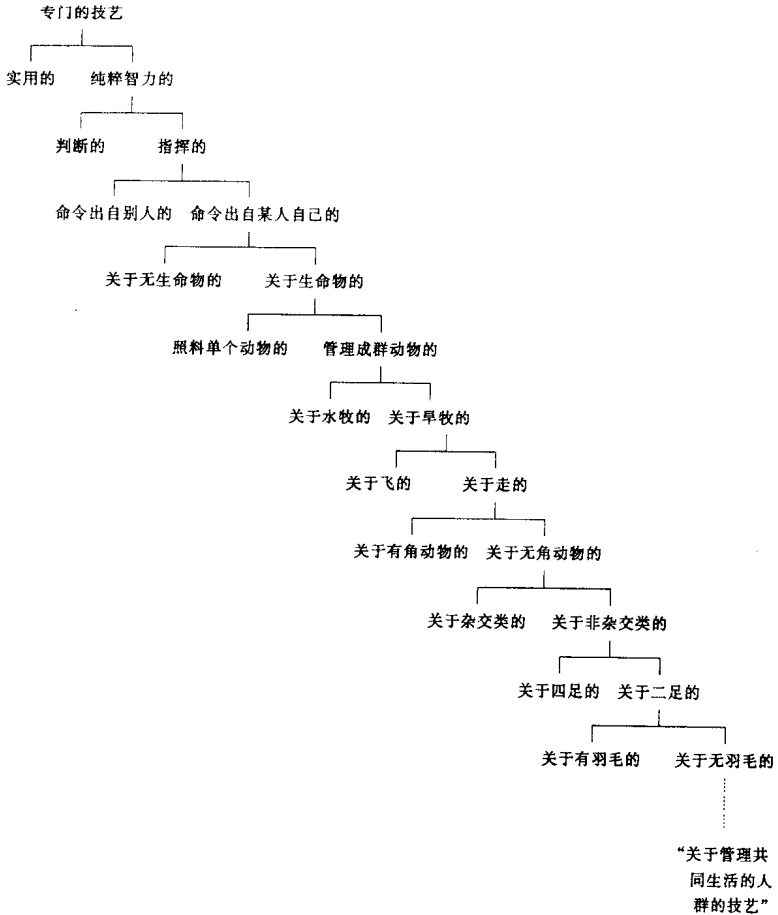 专门的技艺
实用的 纯粹智力的
判断的 指挥的
命令出自别人的 命令出自某人自己的
关于无生命物的 关于生命物的
照料单个动物的 管理成群动物的
关于水牧的 关于旱牧的
关于飞的 关于走的
关于有角动物的 关于无角动物的
关于杂交类的 关于非杂交类的
关于四足的 关于二足的
关于有羽毛的 关于无羽毛的
“关于管理共
同生活的人
群的技艺”